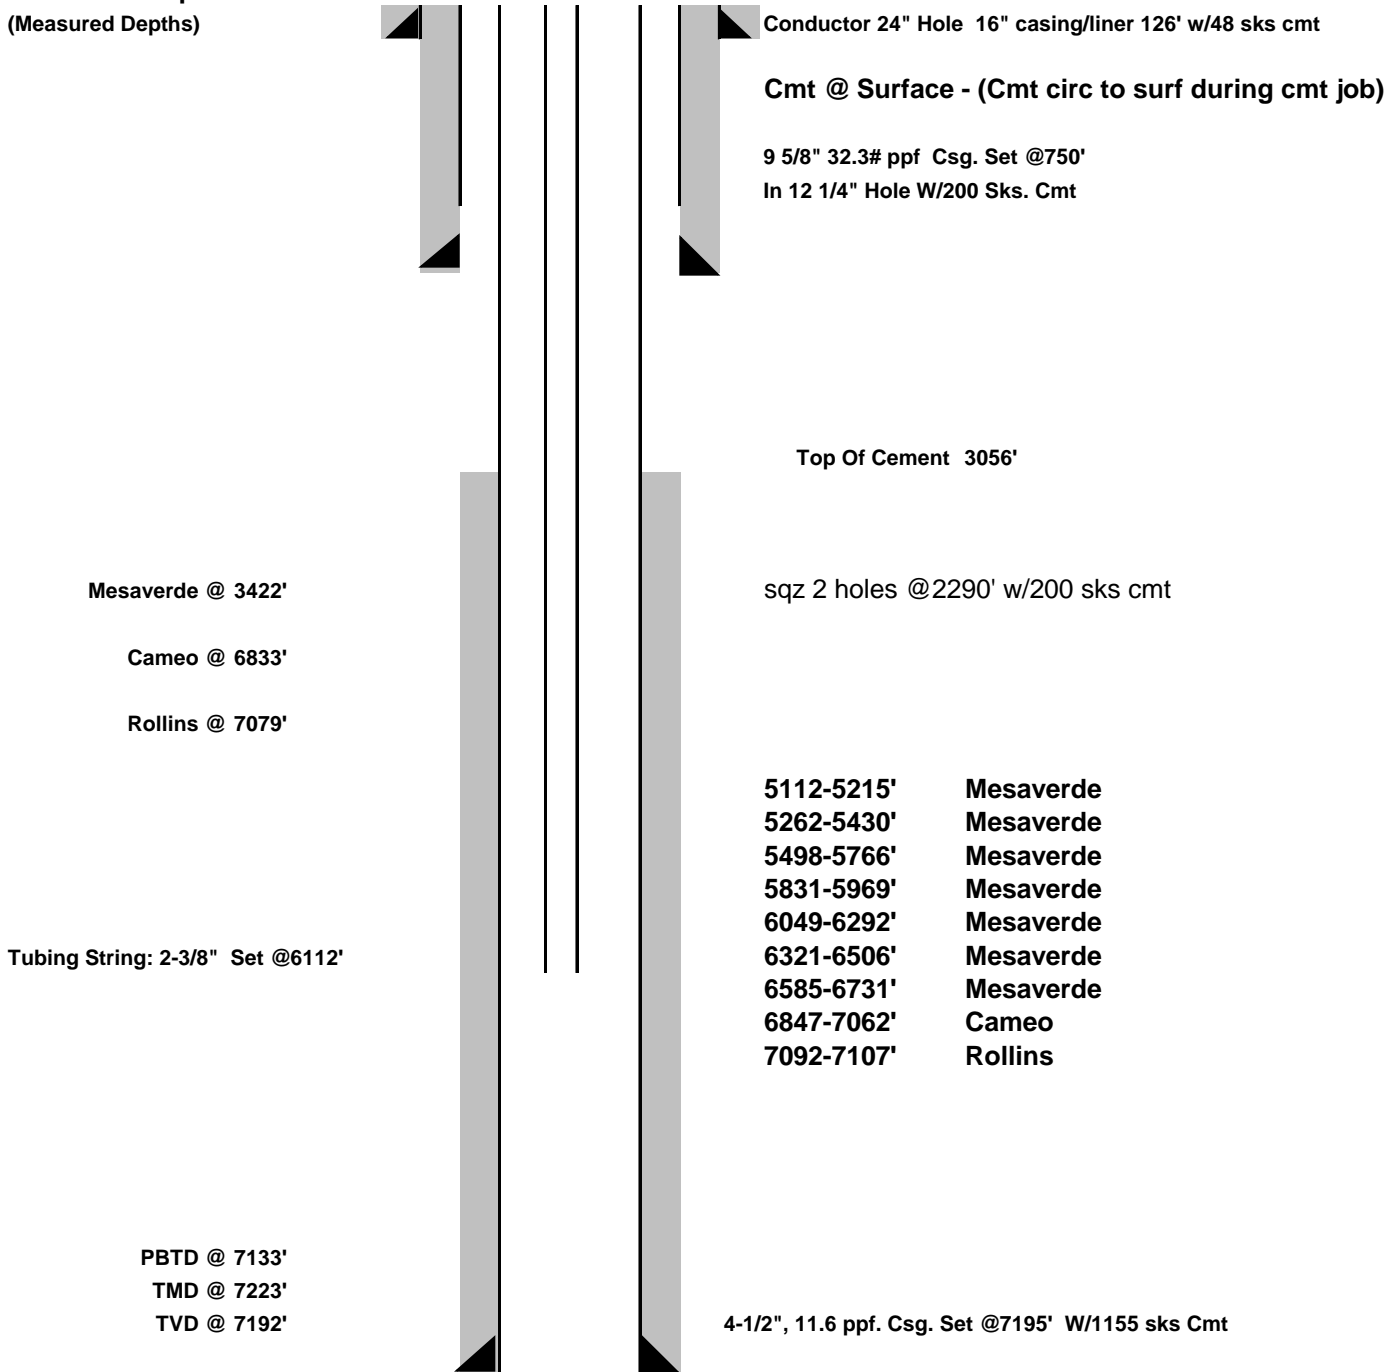 (Measured Depths)
Conductor 24" Hole 16" casing/liner 126' w/48 sks cmt
Cmt @ Surface - (Cmt circ to surf during cmt job)
9 5/8" 32.3# ppf Csg. Set @750'
In 12 1/4" Hole W/200 Sks. Cmt
Top Of Cement 3056'
Mesaverde @ 3422'
sqz 2 holes @2290' w/200 sks cmt
Cameo @ 6833'
Rollins @ 7079'
5112-5215' Mesaverde
5262-5430' Mesaverde
5498-5766' Mesaverde
5831-5969' Mesaverde
6049-6292' Mesaverde
Tubing String: 2-3/8" Set @6112'
6321-6506' Mesaverde
6585-6731' Mesaverde
6847-7062' Cameo
7092-7107' Rollins
PBTD @ 7133'
TMD @ 7223'
TVD @ 7192'
4-1/2", 11.6 ppf. Csg. Set @7195' W/1155 sks Cmt